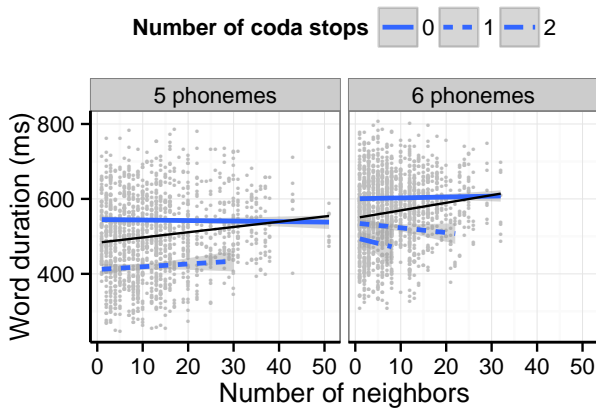 Number of coda stops 0 1 2
5 phonemes 6 phonemes
Word duration (ms)
800
600
400
0 10 20 30 40 50 0 10 20 30 40 50
Number of neighbors